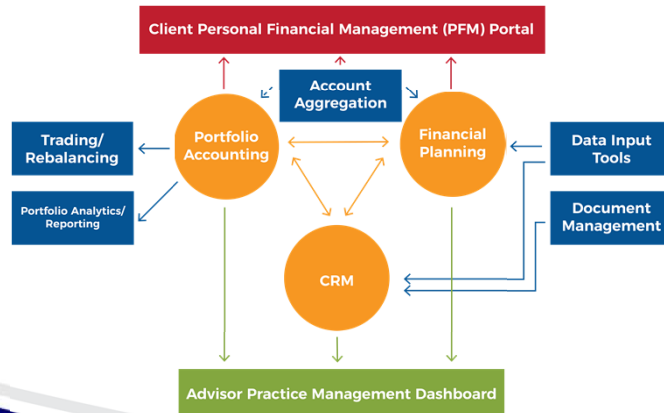 Client Personal Financial Management (PFM) Portal
Account
Aggregation
Portfolio
Accounting
Financial
Planning
Trading/
Rebalancing
Data Input
Tools
Portfolio Analytics/
Reporting
Document
Management
CRM
Advisor Practice Management Dashboard